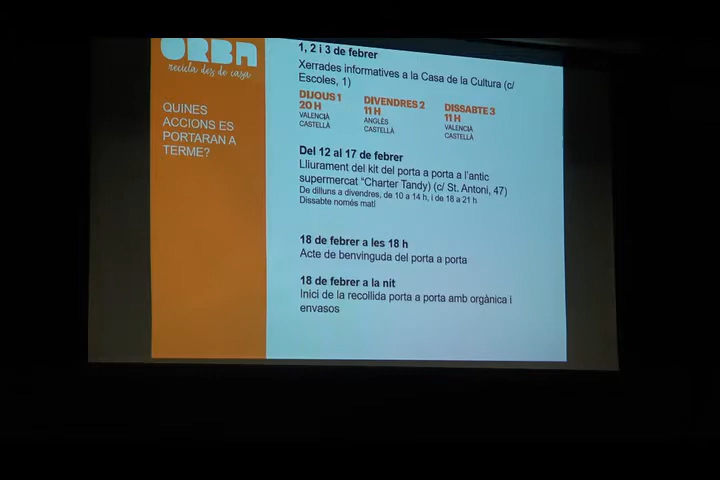 ORBA
recicla des de casa
QUINES
ACCIONS ES
PORTARAN A
TERME?
1, 2 i 3 de febrer
Xerrades informatives a la Casa de la Cultura (c/
Escoles, 1)
DIJOUS 1
20 H
VALENCIÀ
CASTELLÀ
DIVENDRES 2
11 H
ANGLÈS
CASTELLÀ
DISSABTE 3
11 H
VALENCIÀ
CASTELLÀ
Del 12 al 17 de febrer
Lliurament del kit del porta a porta a l'antic
supermercat “Charter Tandy) (c/ St. Antoni, 47)
De dilluns a divendres, de 10 a 14 h, i de 18 a 21 h
Dissabte només matí
18 de febrer a les 18 h
Acte de benvinguda del porta a porta
18 de febrer a la nit
Inici de la recollida porta a porta amb orgànica i
envasos